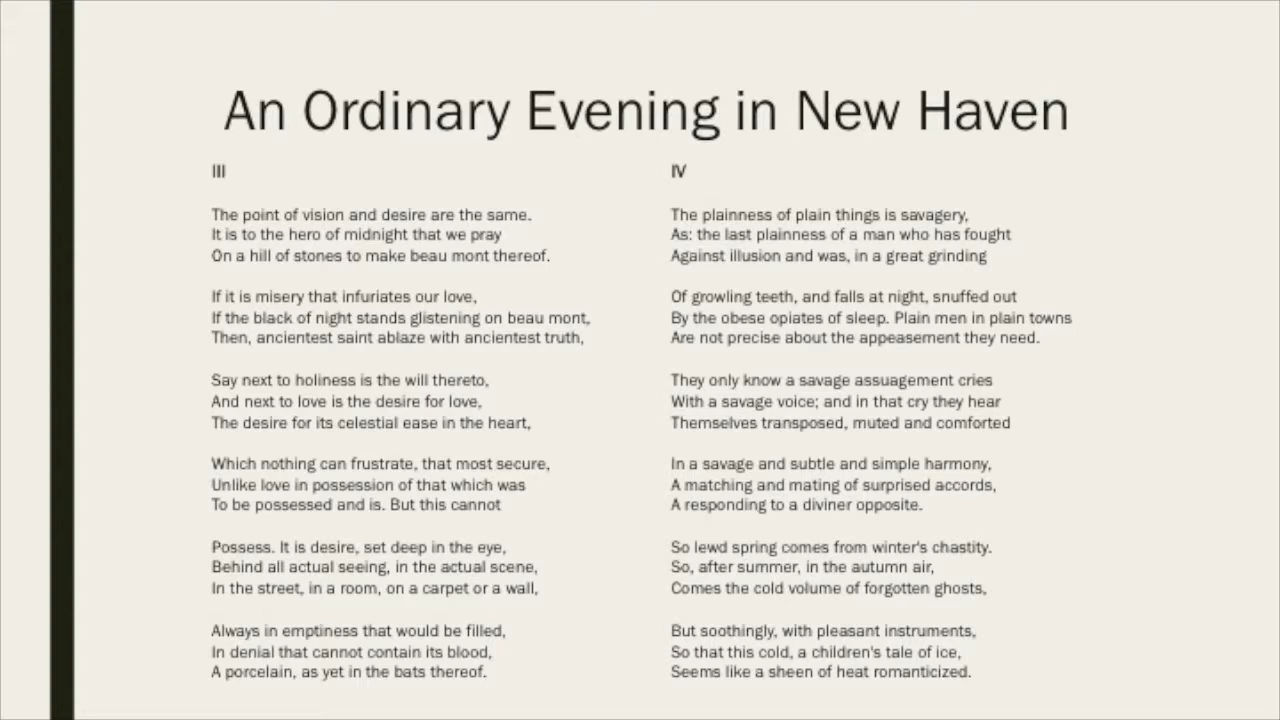 An Ordinary Evening in New Haven
III
The point of vision and desire are the same.
It is to the hero of midnight that we pray
On a hill of stones to make beau mont thereof.
If it is misery that infuriates our love,
If the black of night stands glistening on beau mont,
Then, ancientest saint ablaze with ancientest truth,
Say next to holiness is the will thereto,
And next to love is the desire for love,
The desire for its celestial ease in the heart,
Which nothing can frustrate, that most secure,
Unlike love in possession of that which was
To be possessed and is. But this cannot
Possess. It is desire, set deep in the eye,
Behind all actual seeing, in the actual scene,
In the street, in a room, on a carpet or a wall,
Always in emptiness that would be filled,
In denial that cannot contain its blood,
A porcelain, as yet in the bats thereof.
IV
The plainness of plain things is savagery,
As: the last plainness of a man who has fought
Against illusion and was, in a great grinding
Of growling teeth, and falls at night, snuffed out
By the obese opiates of sleep. Plain men in plain towns
Are not precise about the appeasement they need.
They only know a savage assuagement cries
With a savage voice; and in that cry they hear
Themselves transposed, muted and comforted
In a savage and subtle and simple harmony,
A matching and mating of surprised accords,
A responding to a diviner opposite.
So lewd spring comes from winter's chastity.
So, after summer, in the autumn air,
Comes the cold volume of forgotten ghosts,
But soothingly, with pleasant instruments,
So that this cold, a children's tale of ice,
Seems like a sheen of heat romanticized.